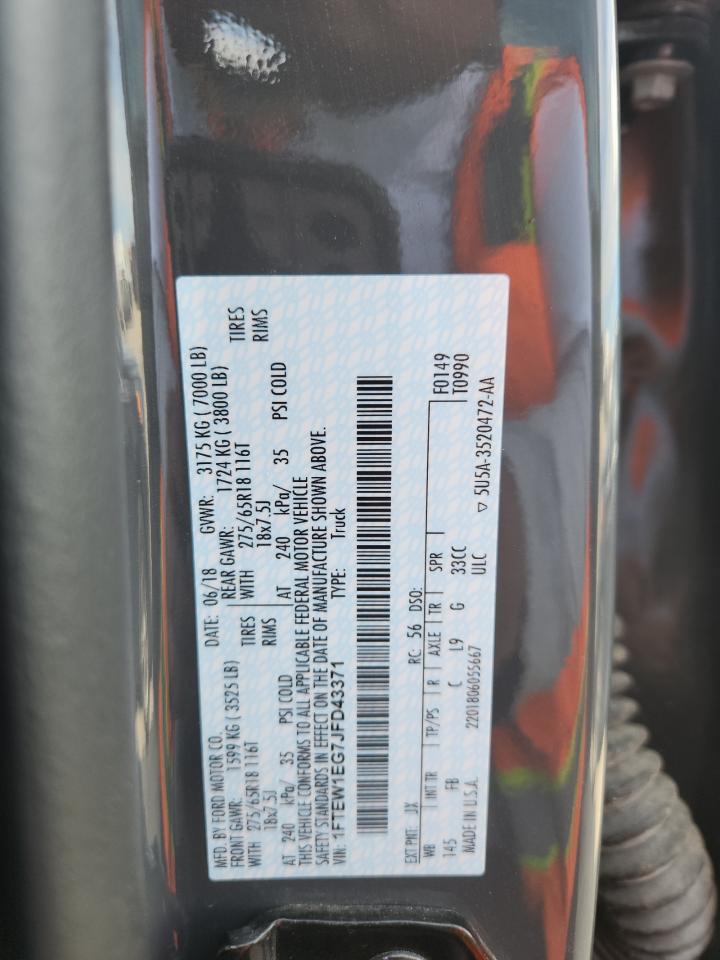 MFD. BY FORD MOTOR CO. DATE: 06/18 GVWR: 3175 KG ( 7000 LB)
FRONT GAWR: 1599 KG ( 3525 LB) REAR GAWR: 1724 KG ( 3800 LB)
WITH 275/65R18 116T TIRES WITH 275/65R18 116T TIRES
18x7.5J RIMS 18x7.5J RIMS
AT 240 kPa/ 35 PSI COLD AT 240 kPa/ 35 PSI COLD
THIS VEHICLE CONFORMS TO ALL APPLICABLE FEDERAL MOTOR VEHICLE
SAFETY STANDARDS IN EFFECT ON THE DATE OF MANUFACTURE SHOWN ABOVE.
VIN: 1FTEW1EG7JFD43371 TYPE: Truck
EXT PNT: JX RC: 56 DSO: F0149
WB INT TR TP/PS R AXLE TR SPR T0990
145 FB C L9 G 33CC
MADE IN U.S.A. 2201806055667 ULC ▽ 5U5A-3520472-AA